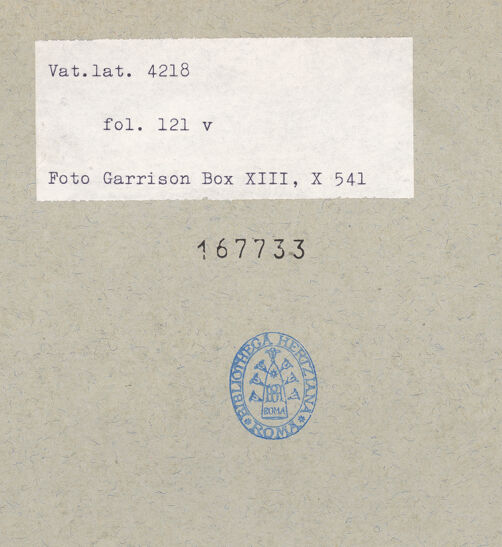 Vat.lat. 4218
fol. 121 v
Foto Garrison Box XIII, X 541
167733
BIBLIOTHECA HERTZIANA
ROMA
ROMA